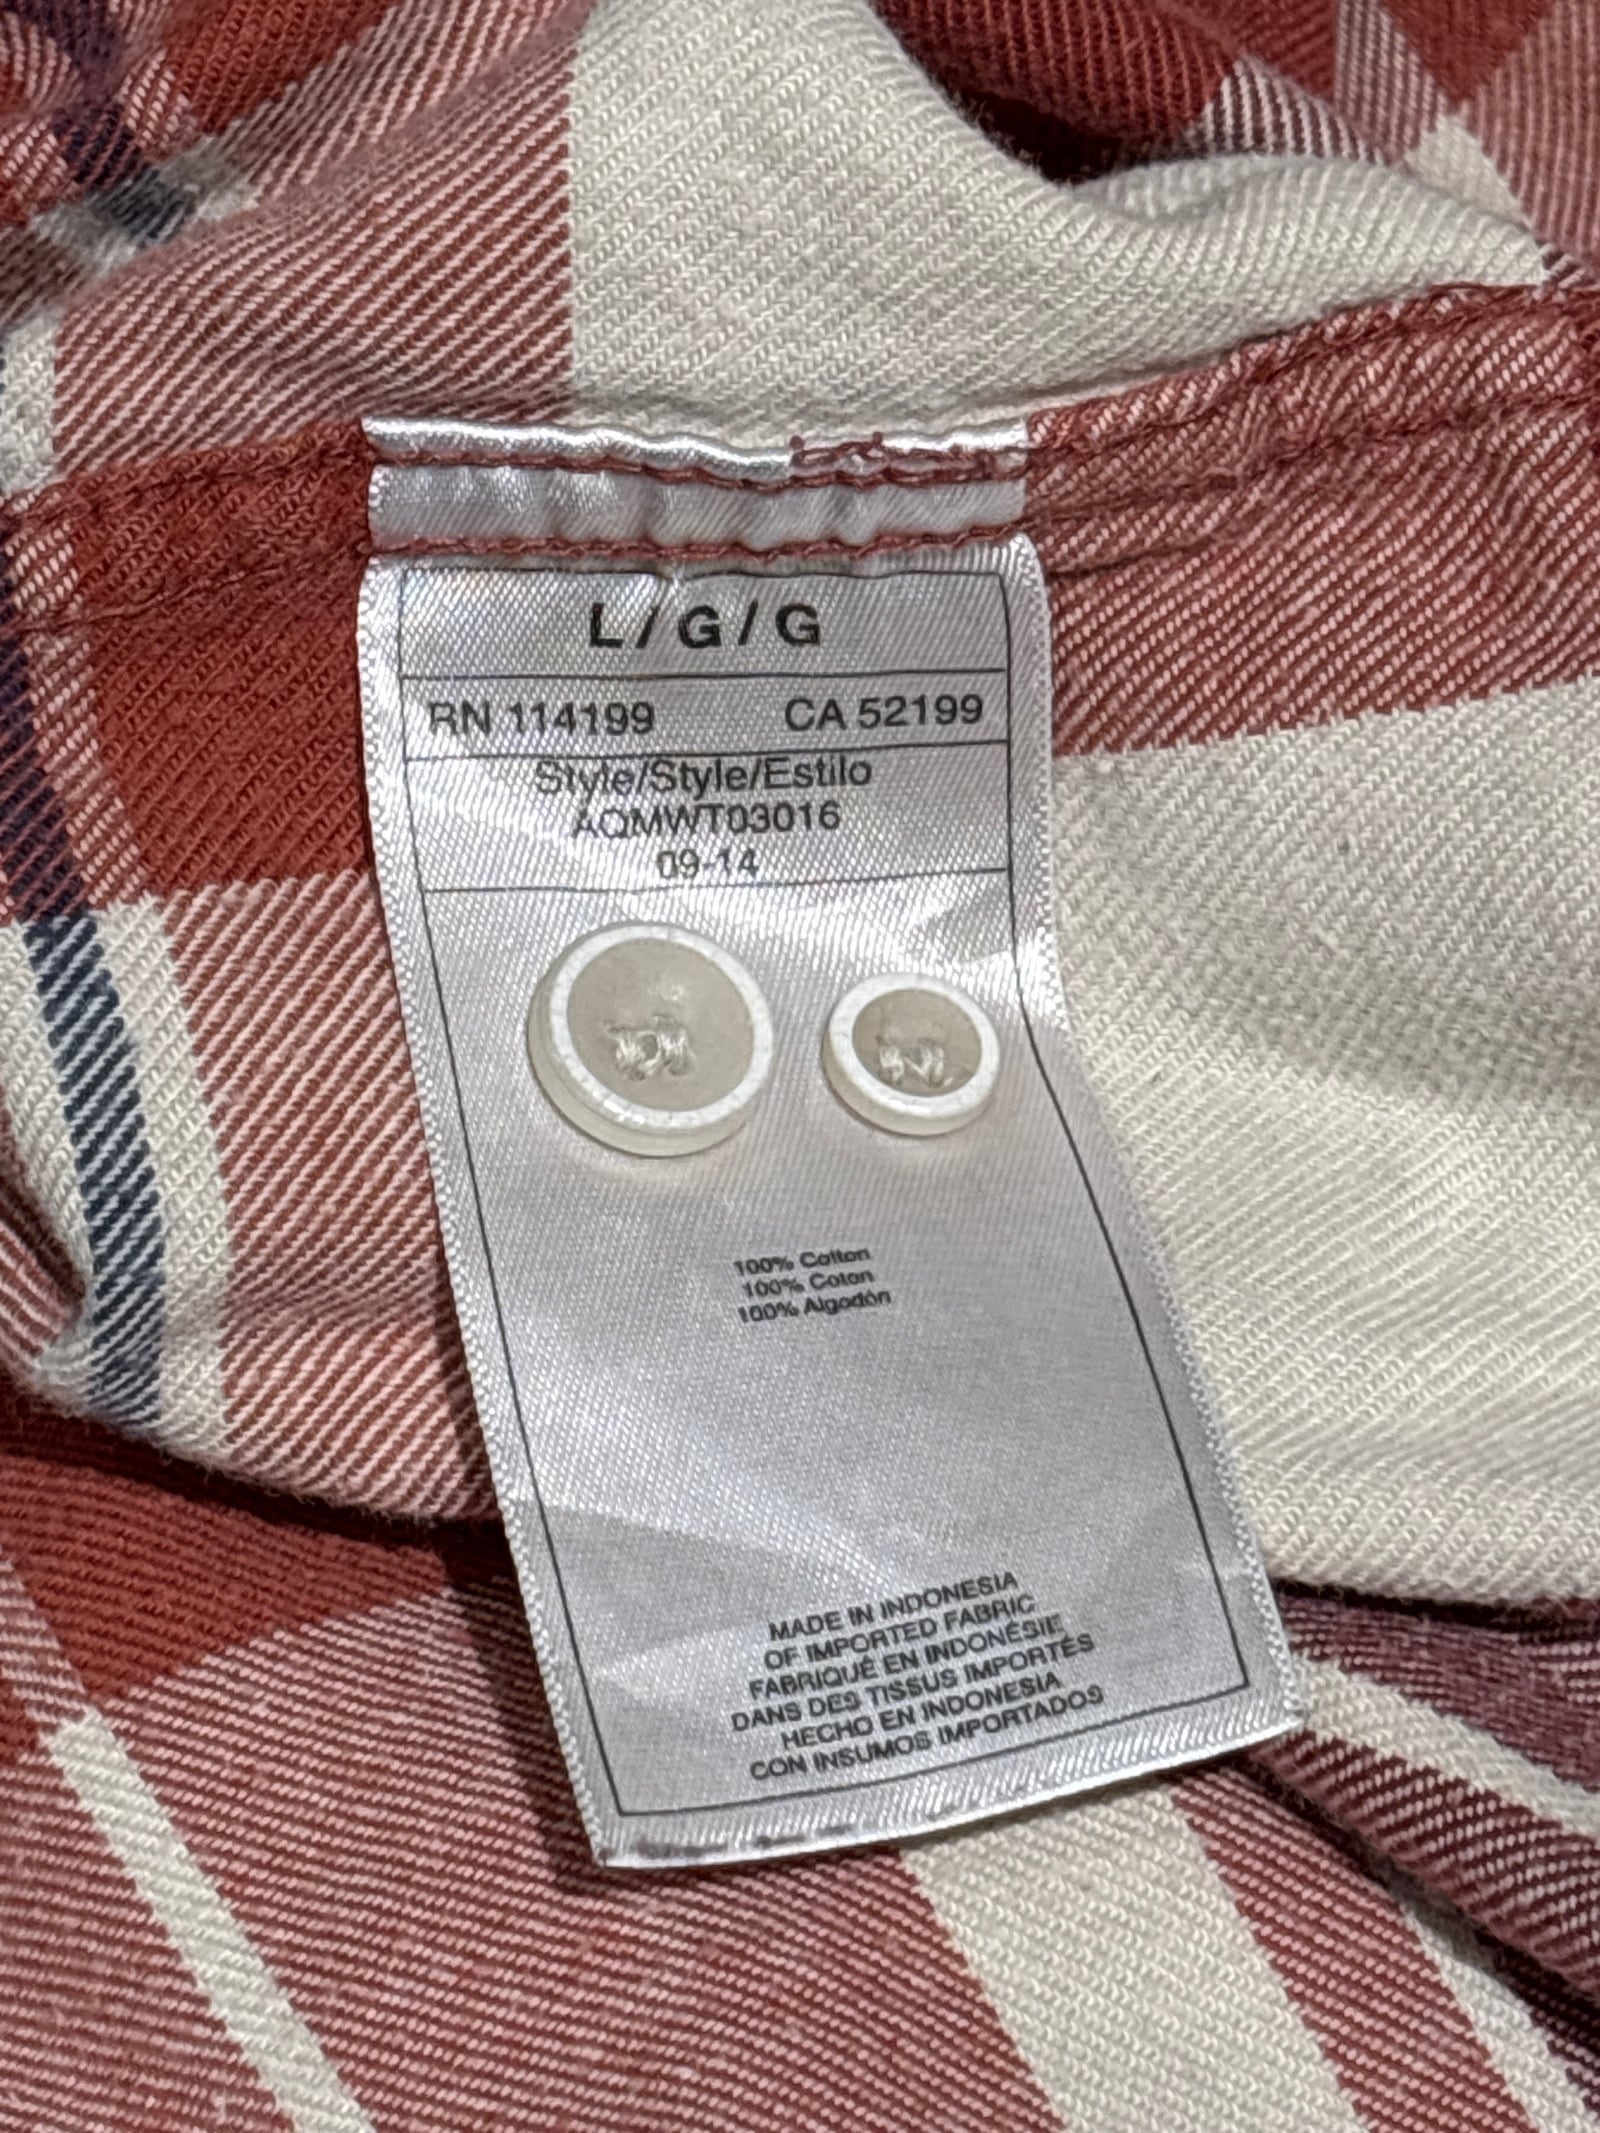 L / G / G
RN 114199 CA 52199
Style/Style/Estilo
AQMWT03016
09-14
100% Cotton
100% Coton
100% Algodón
MADE IN INDONESIA
OF IMPORTED FABRIC
FABRIQUÉ EN INDONÉSIE
DANS DES TISSUS IMPORTÉS
HECHO EN INDONESIA
CON INSUMOS IMPORTADOS